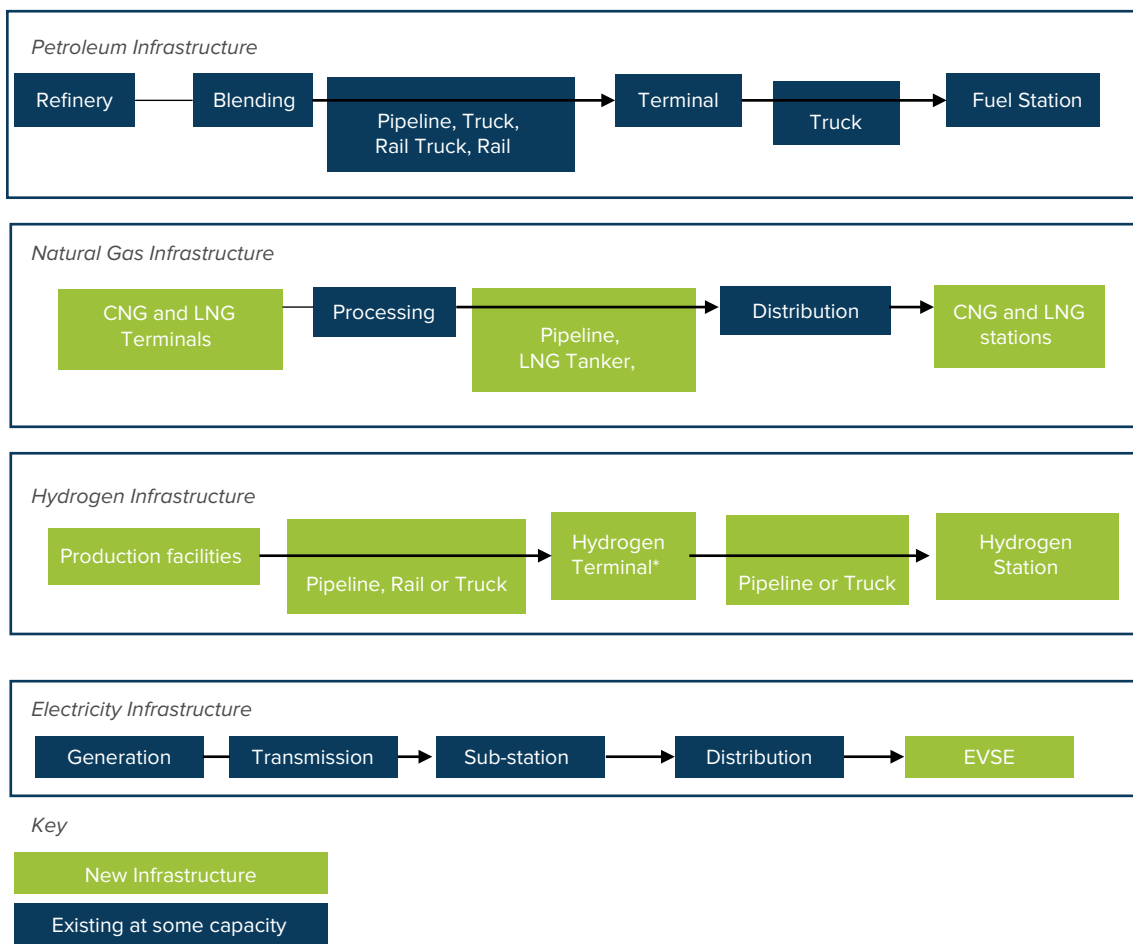 Petroleum Infrastructure
Refinery
Blending
Pipeline, Truck,
Rail Truck, Rail
Terminal
Truck
Fuel Station
Natural Gas Infrastructure
CNG and LNG
Terminals
Processing
Pipeline,
LNG Tanker,
Distribution
CNG and LNG
stations
Hydrogen Infrastructure
Production facilities
Pipeline, Rail or Truck
Hydrogen
Terminal*
Pipeline or Truck
Hydrogen
Station
Electricity Infrastructure
Generation
Transmission
Sub-station
Distribution
EVSE
Key
New Infrastructure
Existing at some capacity